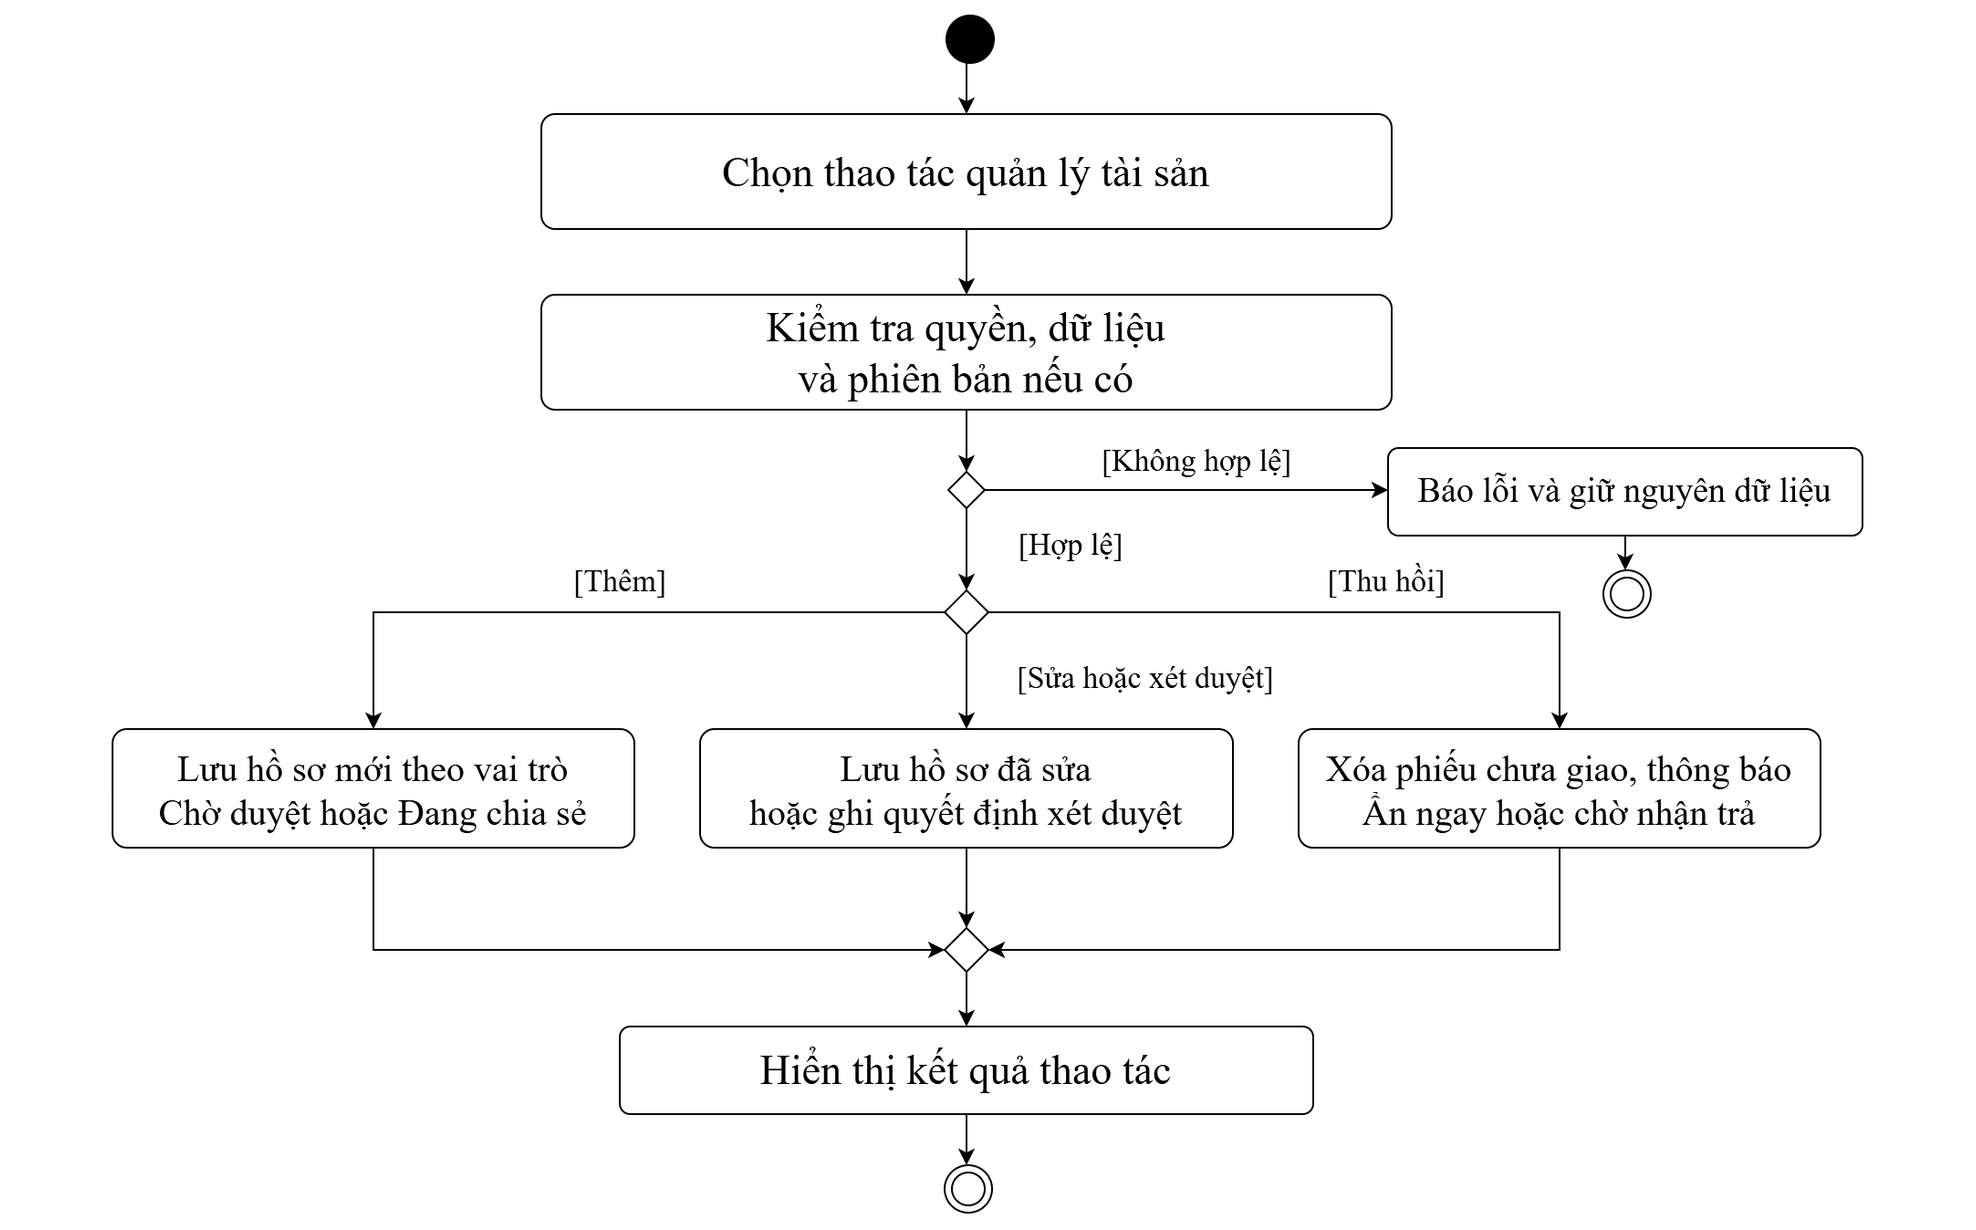 Chọn thao tác quản lý tài sản
Kiểm tra quyền, dữ liệu
và phiên bản nếu có
[Không hợp lệ]
Báo lỗi và giữ nguyên dữ liệu
[Hợp lệ]
[Thêm]
[Thu hồi]
[Sửa hoặc xét duyệt]
Lưu hồ sơ mới theo vai trò
Chờ duyệt hoặc Đang chia sẻ
Lưu hồ sơ đã sửa
hoặc ghi quyết định xét duyệt
Xóa phiếu chưa giao, thông báo
Ẩn ngay hoặc chờ nhận trả
Hiển thị kết quả thao tác